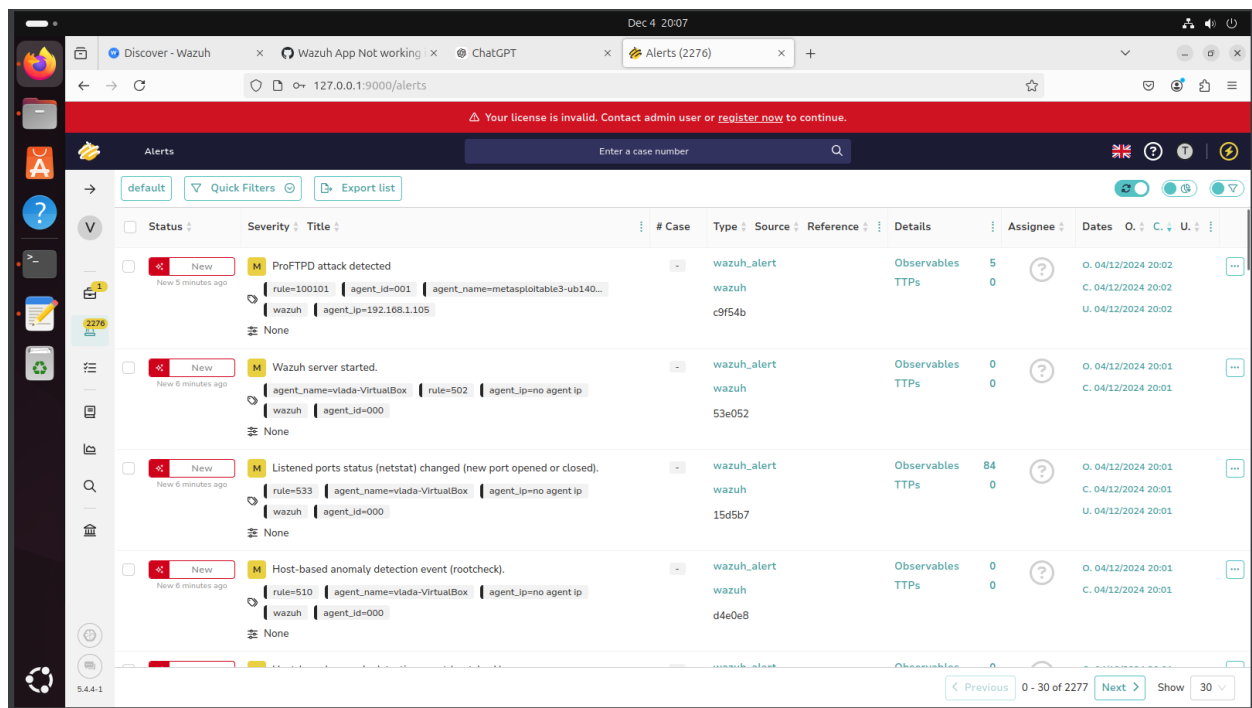 Dec 4 20:07
Discover - Wazuh
Wazuh App Not working
ChatGPT
Alerts (2276)
127.0.0.1:9000/alerts
Your license is invalid. Contact admin user or register now to continue.
Alerts
Enter a case number
T
default
Quick Filters
Export list
V
Status
Severity
Title
# Case
Type
Source
Reference
Details
Assignee
Dates O. C. U.
1
2276
New
New 5 minutes ago
M ProFTPD attack detected
rule=100101 agent_id=001 agent_name=metasploitable3-ub140...
wazuh agent_ip=192.168.1.105
None
-
wazuh_alert
wazuh
c9f54b
Observables 5
TTPs 0
?
O. 04/12/2024 20:02
C. 04/12/2024 20:02
U. 04/12/2024 20:02
New
New 6 minutes ago
M Wazuh server started.
agent_name=vlada-VirtualBox rule=502 agent_ip=no agent ip
wazuh agent_id=000
None
-
wazuh_alert
wazuh
53e052
Observables 0
TTPs 0
?
O. 04/12/2024 20:01
C. 04/12/2024 20:01
New
New 6 minutes ago
M Listened ports status (netstat) changed (new port opened or closed).
rule=533 agent_name=vlada-VirtualBox agent_ip=no agent ip
wazuh agent_id=000
None
-
wazuh_alert
wazuh
15d5b7
Observables 84
TTPs 0
?
O. 04/12/2024 20:01
C. 04/12/2024 20:01
U. 04/12/2024 20:01
New
New 6 minutes ago
M Host-based anomaly detection event (rootcheck).
rule=510 agent_name=vlada-VirtualBox agent_ip=no agent ip
wazuh agent_id=000
None
-
wazuh_alert
wazuh
d4e0e8
Observables 0
TTPs 0
?
O. 04/12/2024 20:01
C. 04/12/2024 20:01
5.4.4-1
Previous
0 - 30 of 2277
Next
Show
30